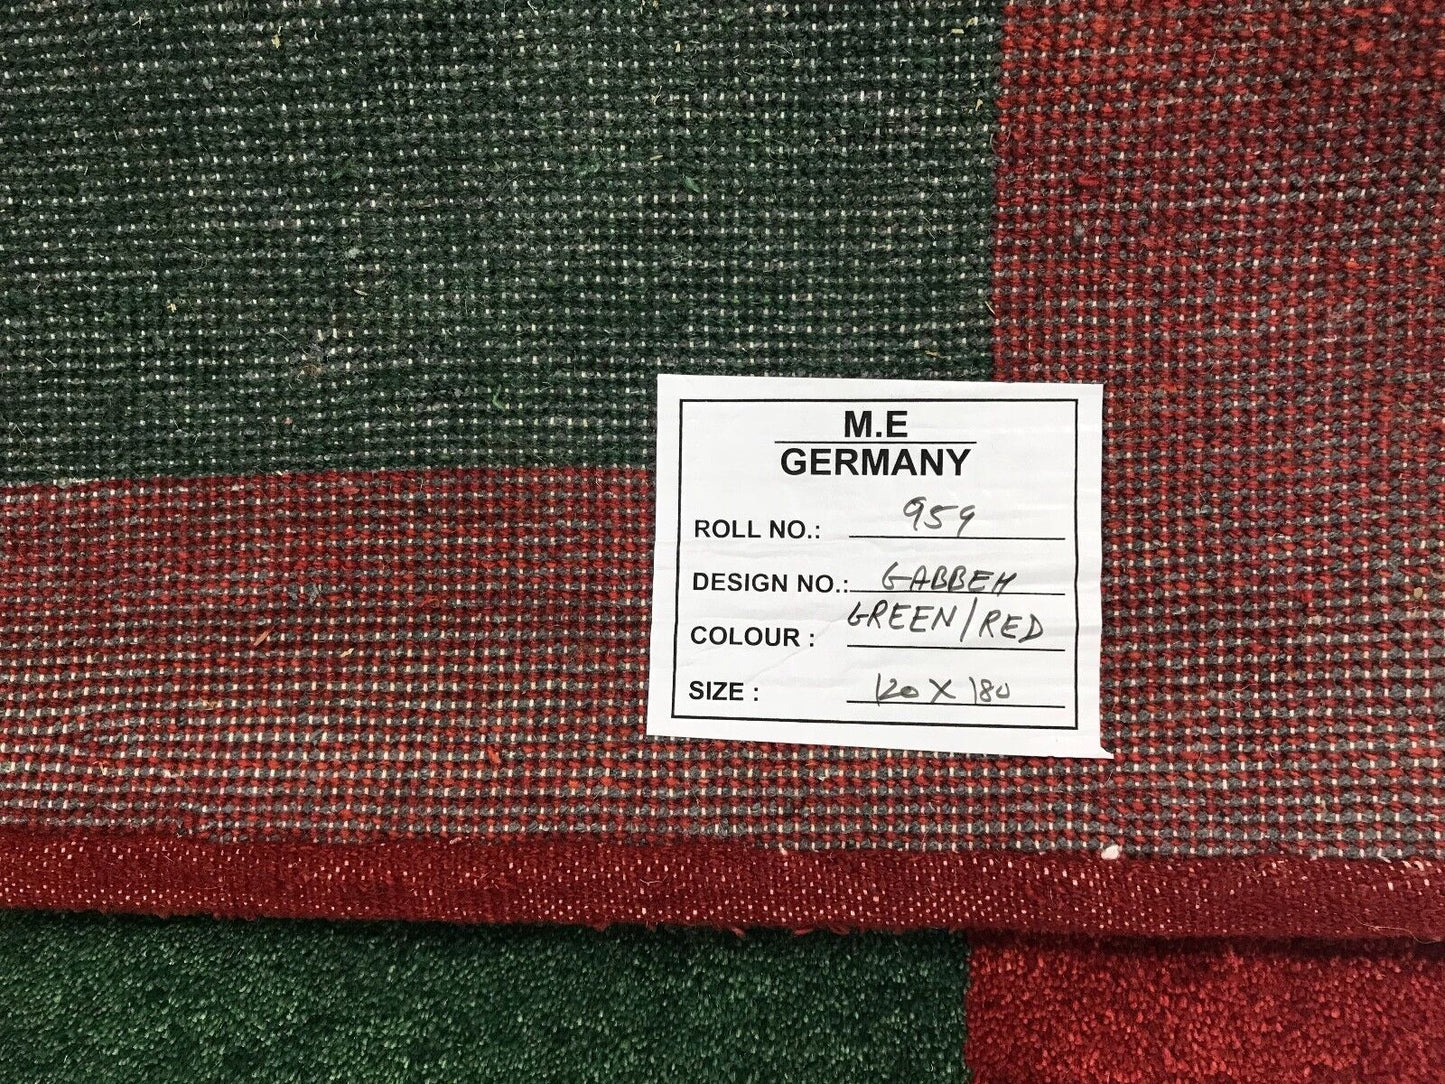 M.E
GERMANY
ROLL NO.: 959
DESIGN NO.: GABBEH
COLOUR : GREEN/RED
SIZE : 120 X 180